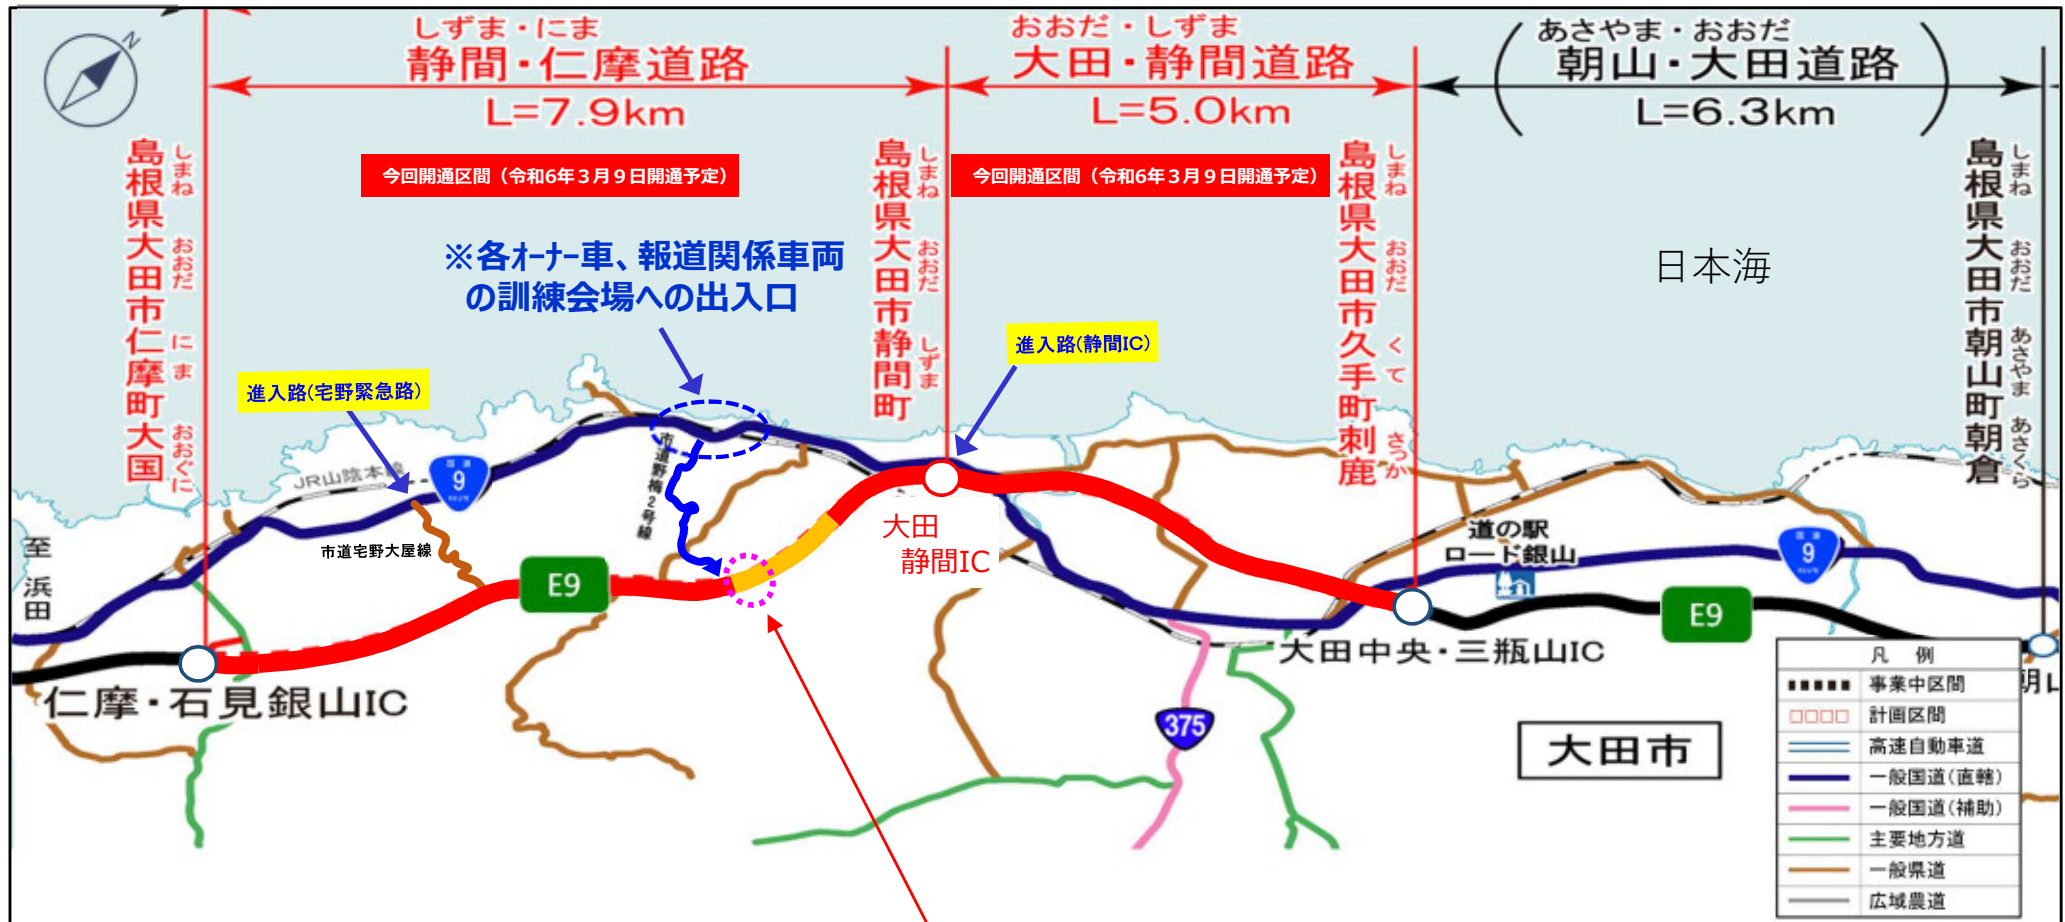 N
しずま・にま
静間・仁摩道路
L=7.9km
おおだ・しずま
大田・静間道路
L=5.0km
あさやま・おおだ
朝山・大田道路
L=6.3km
今回開通区間（令和6年３月９日開通予定）
今回開通区間（令和6年３月９日開通予定）
島根県大田市仁摩町大国
しまね おおだ にま おおぐに
島根県大田市静間町
しまね おおだ しずま
島根県大田市久手町刺鹿
しまね おおだ くて さつか
島根県大田市朝山町朝倉
しまね おおだ あさやま あさくら
※各オーナー車、報道関係車両
の訓練会場への出入口
日本海
進入路(静間IC)
進入路(宅野緊急路)
JR山陰本線
国道
9
ROUTE
市道野梅2号線
市道宅野大屋線
至
浜田
E9
大田
静間IC
道の駅
ロード銀山
国道
9
ROUTE
E9
仁摩・石見銀山IC
大田中央・三瓶山IC
朝山
375
大田市
凡 例
事業中区間
計画区間
高速自動車道
一般国道(直轄)
一般国道(補助)
主要地方道
一般県道
広域農道